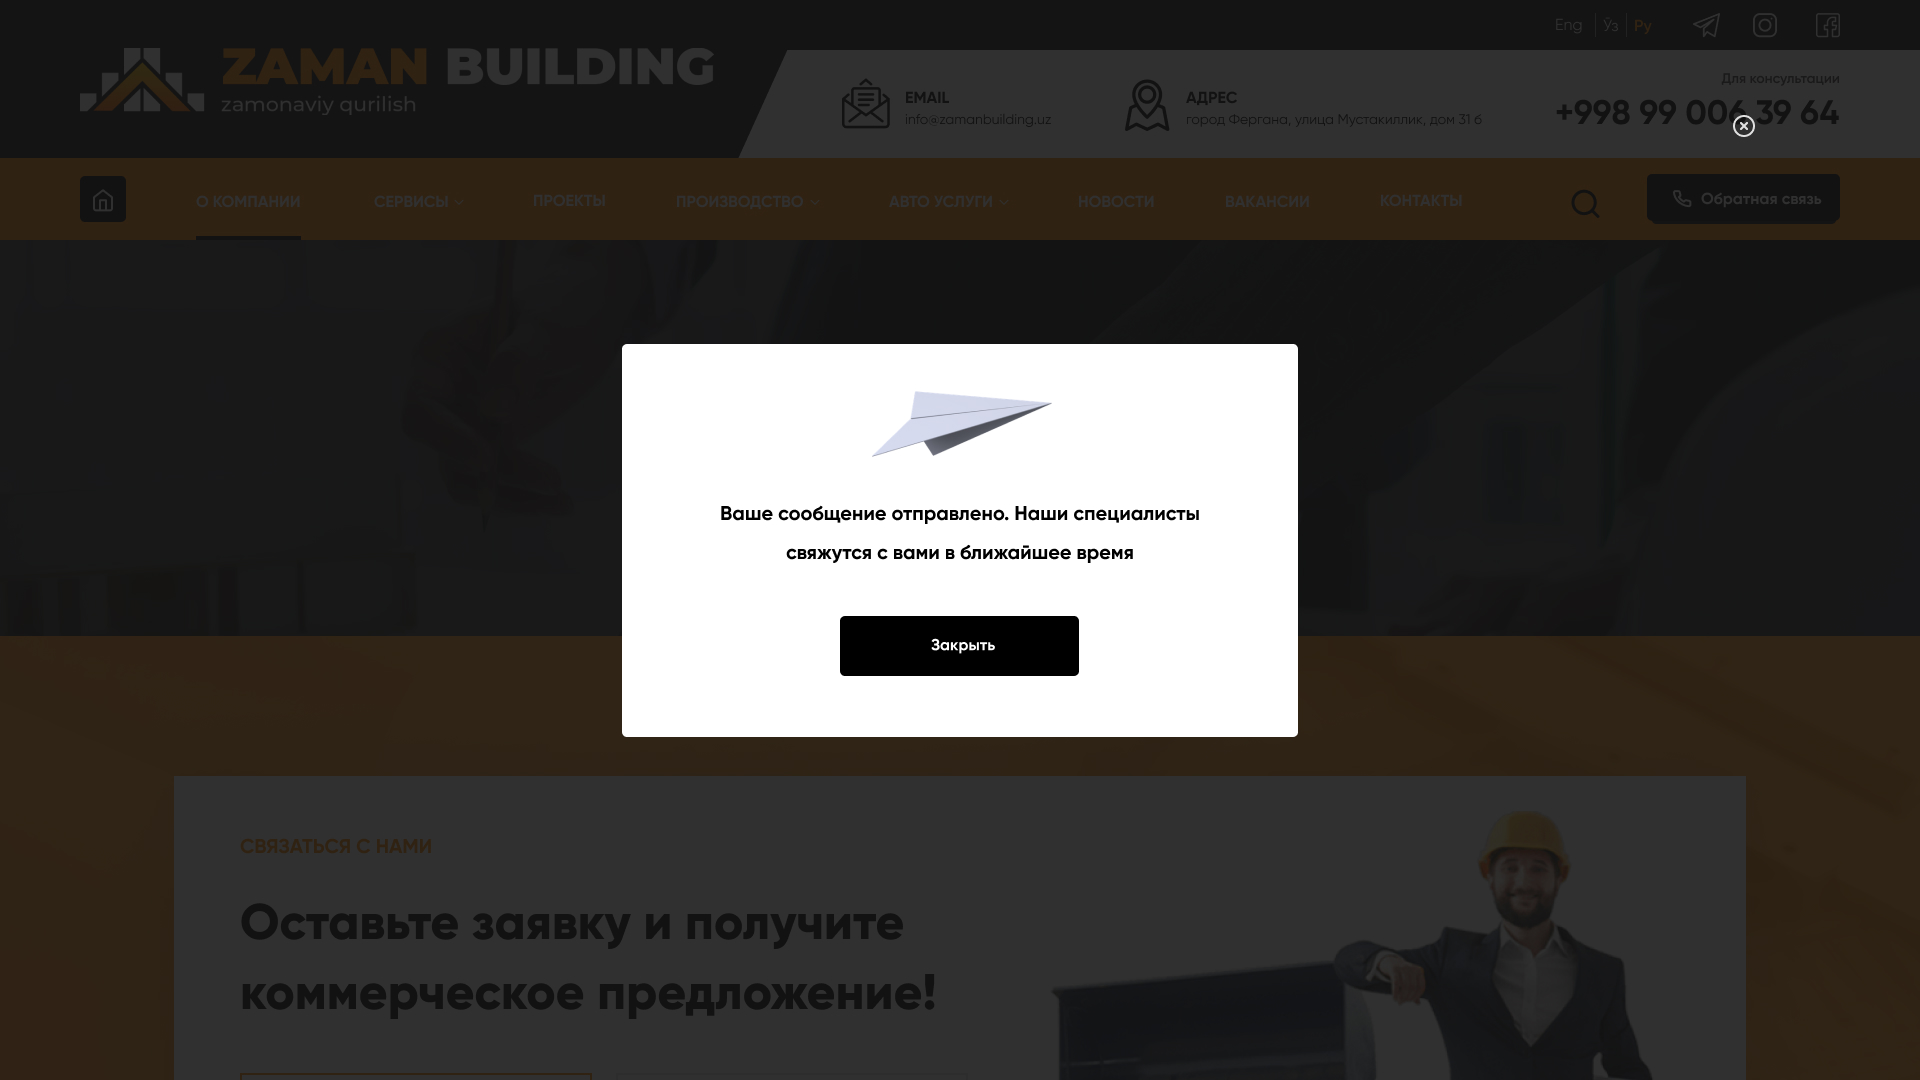 Eng
Ўз
Ру
ZAMAN BUILDING
zamonaviy qurilish
EMAIL
info@zamanbuilding.uz
АДРЕС
город Фергана, улица Мустакиллик, дом 31 б
Для консультации
+998 99 006 39 64
О КОМПАНИИ
СЕРВИСЫ
ПРОЕКТЫ
ПРОИЗВОДСТВО
АВТО УСЛУГИ
НОВОСТИ
ВАКАНСИИ
КОНТАКТЫ
Обратная связь
Ваше сообщение отправлено. Наши специалисты
свяжутся с вами в ближайшее время
Закрыть
СВЯЗАТЬСЯ С НАМИ
Оставьте заявку и получите
коммерческое предложение!